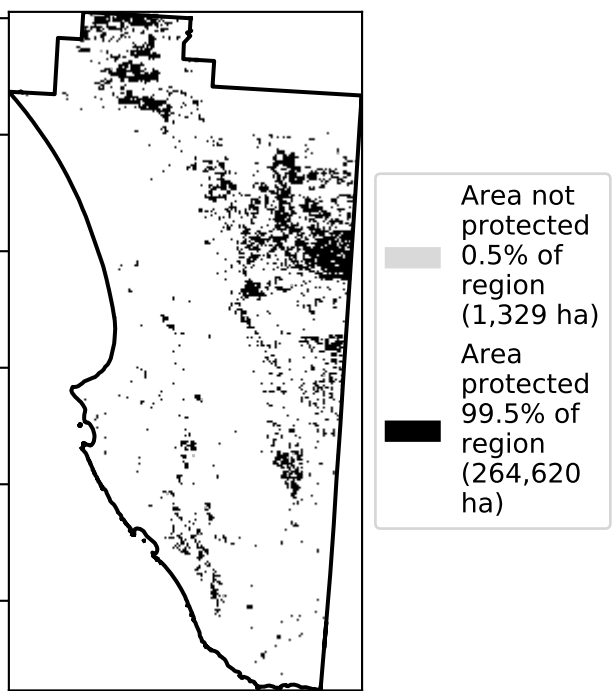 Area not
protected
0.5% of
region
(1,329 ha)
Area
protected
99.5% of
region
(264,620
ha)